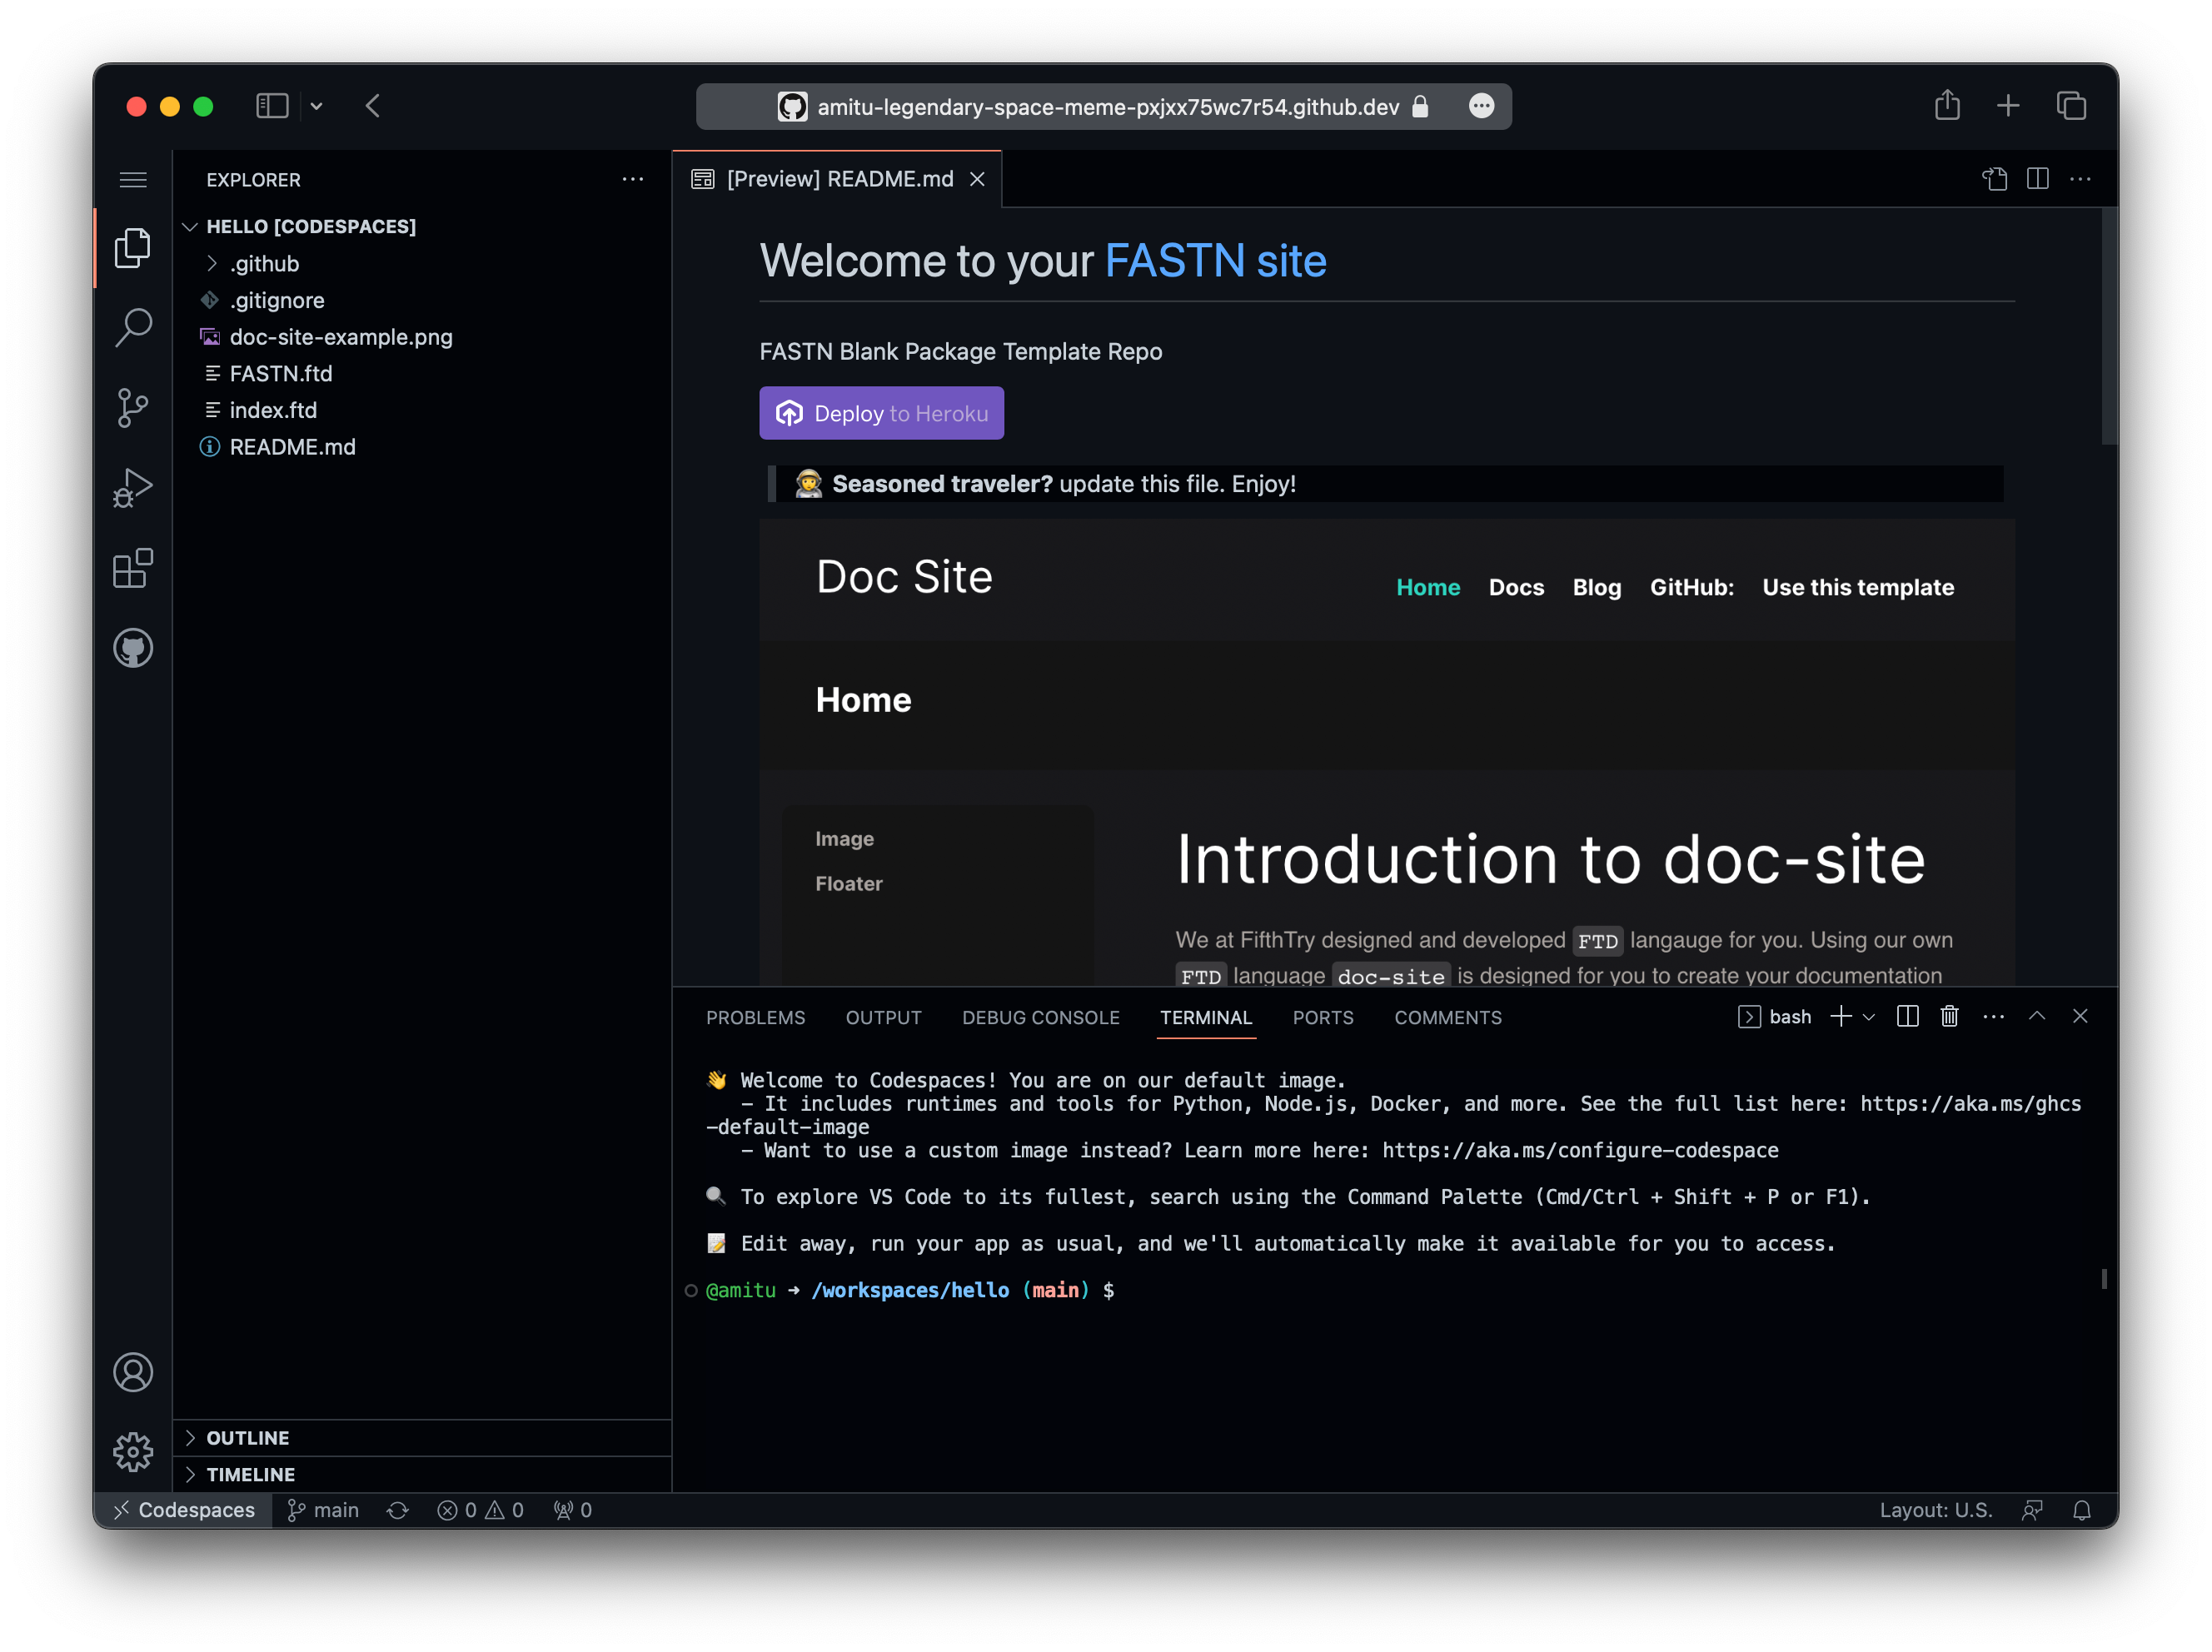 amitu-legendary-space-meme-pxjxx75wc7r54.github.dev
EXPLORER
HELLO [CODESPACES]
.github
.gitignore
doc-site-example.png
FASTN.ftd
index.ftd
README.md
OUTLINE
TIMELINE
[Preview] README.md
Welcome to your FASTN site
FASTN Blank Package Template Repo
Deploy to Heroku
Seasoned traveler? update this file. Enjoy!
Doc Site
Home Docs Blog GitHub: Use this template
Home
Image
Floater
Introduction to doc-site
We at FifthTry designed and developed FTD langauge for you. Using our own
FTD language doc-site is designed for you to create your documentation
PROBLEMS OUTPUT DEBUG CONSOLE TERMINAL PORTS COMMENTS
bash
👋 Welcome to Codespaces! You are on our default image.
- It includes runtimes and tools for Python, Node.js, Docker, and more. See the full list here: https://aka.ms/ghcs
-default-image
- Want to use a custom image instead? Learn more here: https://aka.ms/configure-codespace
🔍 To explore VS Code to its fullest, search using the Command Palette (Cmd/Ctrl + Shift + P or F1).
📝 Edit away, run your app as usual, and we'll automatically make it available for you to access.
@amitu ➜ /workspaces/hello (main) $
Codespaces main 0 0 0
Layout: U.S.